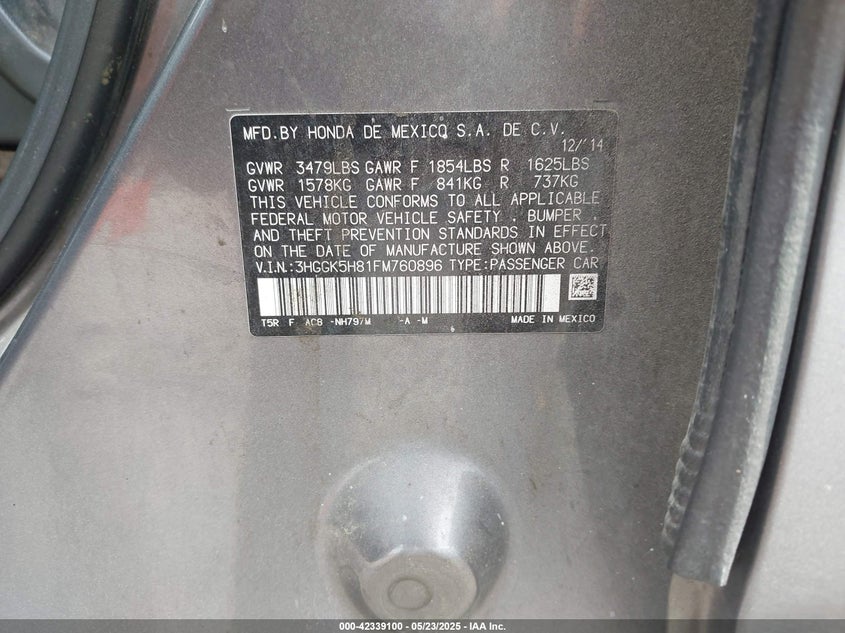 MFD.BY HONDA DE MEXICO S.A. DE C.V.
12/'14
GVWR 3479LBS GAWR F 1854LBS R 1625LBS
GVWR 1578KG GAWR F 841KG R 737KG
THIS VEHICLE CONFORMS TO ALL APPLICABLE
FEDERAL MOTOR VEHICLE SAFETY , BUMPER ,
AND THEFT PREVENTION STANDARDS IN EFFECT
ON THE DATE OF MANUFACTURE SHOWN ABOVE.
V.I.N.:3HGGK5H81FM760896 TYPE:PASSENGER CAR
T5R F AC8 -NH797M -A -M MADE IN MEXICO
000-42339100 - 05/23/2025 - IAA Inc.